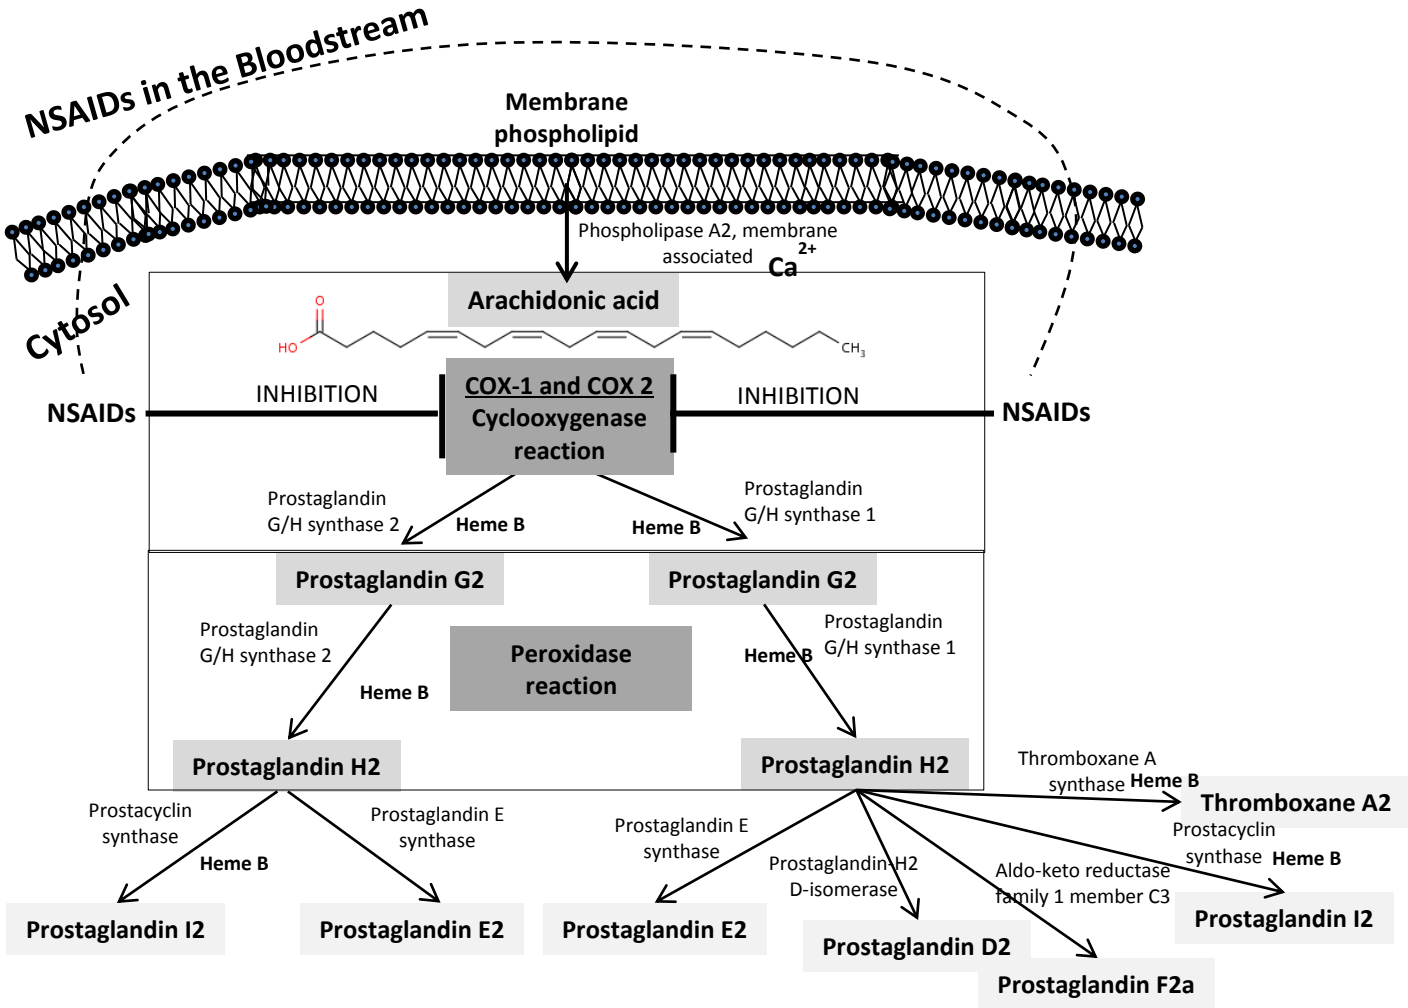 NSAIDs in the Bloodstream
Membrane
phospholipid
Phospholipase A2, membrane
associated
Ca2+
Cytosol
Arachidonic acid
O
HO
CH3
INHIBITION
COX-1 and COX 2
Cyclooxygenase
reaction
INHIBITION
NSAIDs
NSAIDs
Prostaglandin
G/H synthase 2
Heme B
Heme B
Prostaglandin
G/H synthase 1
Prostaglandin G2
Prostaglandin G2
Prostaglandin
G/H synthase 2
Heme B
Peroxidase
reaction
Heme B
Prostaglandin
G/H synthase 1
Prostaglandin H2
Prostaglandin H2
Thromboxane A
synthase
Heme B
Thromboxane A2
Prostacyclin
synthase
Heme B
Prostaglandin E
synthase
Prostaglandin E
synthase
Prostaglandin-H2
D-isomerase
Aldo-keto reductase
family 1 member C3
Prostacyclin
synthase
Heme B
Prostaglandin I2
Prostaglandin E2
Prostaglandin E2
Prostaglandin D2
Prostaglandin F2a
Prostaglandin I2